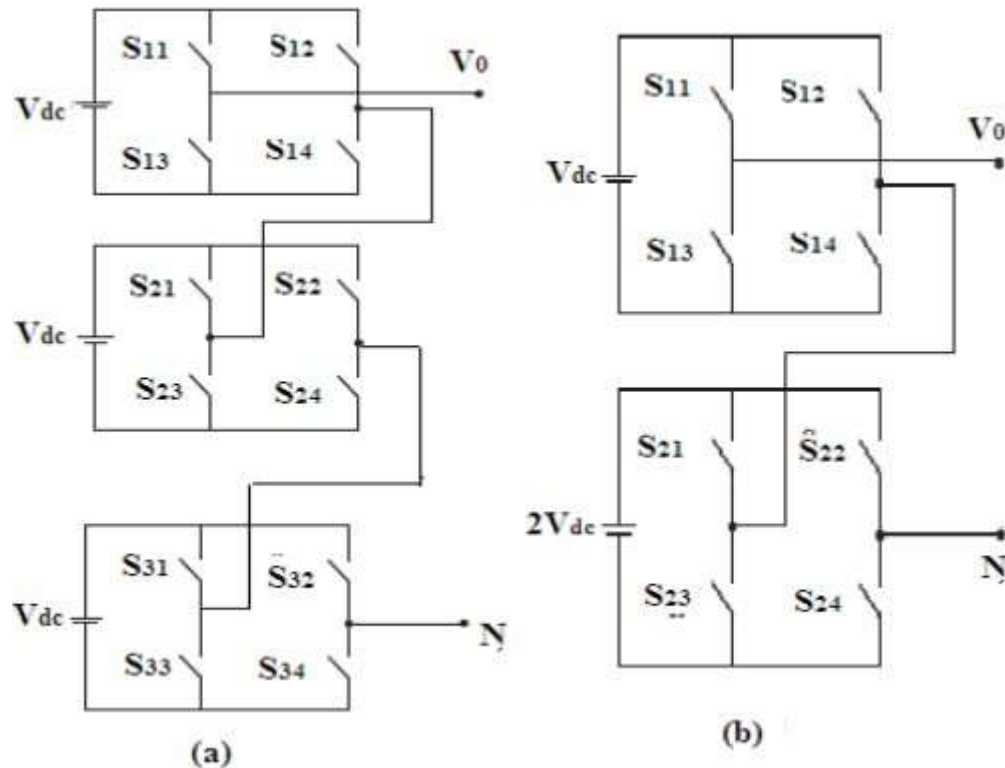 S11 S12 V0
Vdc
S13 S14
S21 S22
Vdc
S23 S24
S31 S32
Vdc N
S33 S34
(a)
S11 S12
V0
Vdc
S13 S14
S21 S22
2Vdc
N
S23 S24
(b)